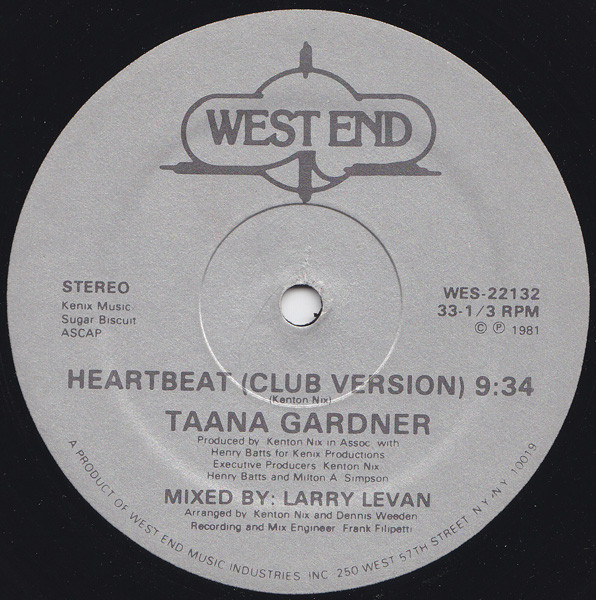 WEST END
STEREO
Kenix Music
Sugar Biscuit
ASCAP
WES-22132
33-1/3 RPM
© ℗ 1981
HEARTBEAT (CLUB VERSION) 9:34
(Kenton Nix)
TAANA GARDNER
Produced by Kenton Nix in Assoc with
Henry Batts for Kenix Productions
Executive Producers Kenton Nix
Henry Batts and Milton A. Simpson
MIXED BY: LARRY LEVAN
Arranged by Kenton Nix and Dennis Weeden
Recording and Mix Engineer Frank Filipetti
A PRODUCT OF WEST END MUSIC INDUSTRIES, INC. 250 WEST 57TH STREET, N.Y. N.Y. 10019